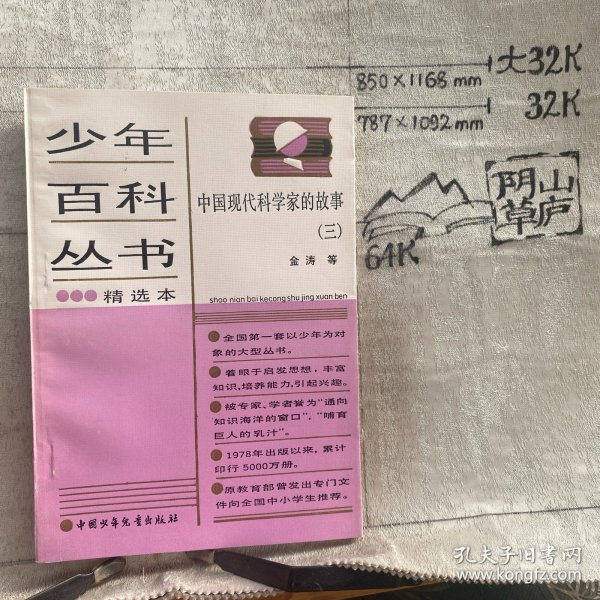 少年
百科
丛书
精选本
中国现代科学家的故事
(三)
金涛 等
shao nian bai kecong shu jing xuan ben
全国第一套以少年为对
象的大型丛书。
着眼于启发思想，丰富
知识，培养能力，引起兴趣。
被专家、学者誉为“通向
知识海洋的窗口”，“哺育
巨人的乳汁”。
1978年出版以来，累计
印行5000万册。
原教育部曾发出专门文
件向全国中小学生推荐。
中国少年儿童出版社
850×1168mm 大32K
787×1092mm 32K
64K
阴山
草庐
孔夫子旧书网
www.kongfz.com